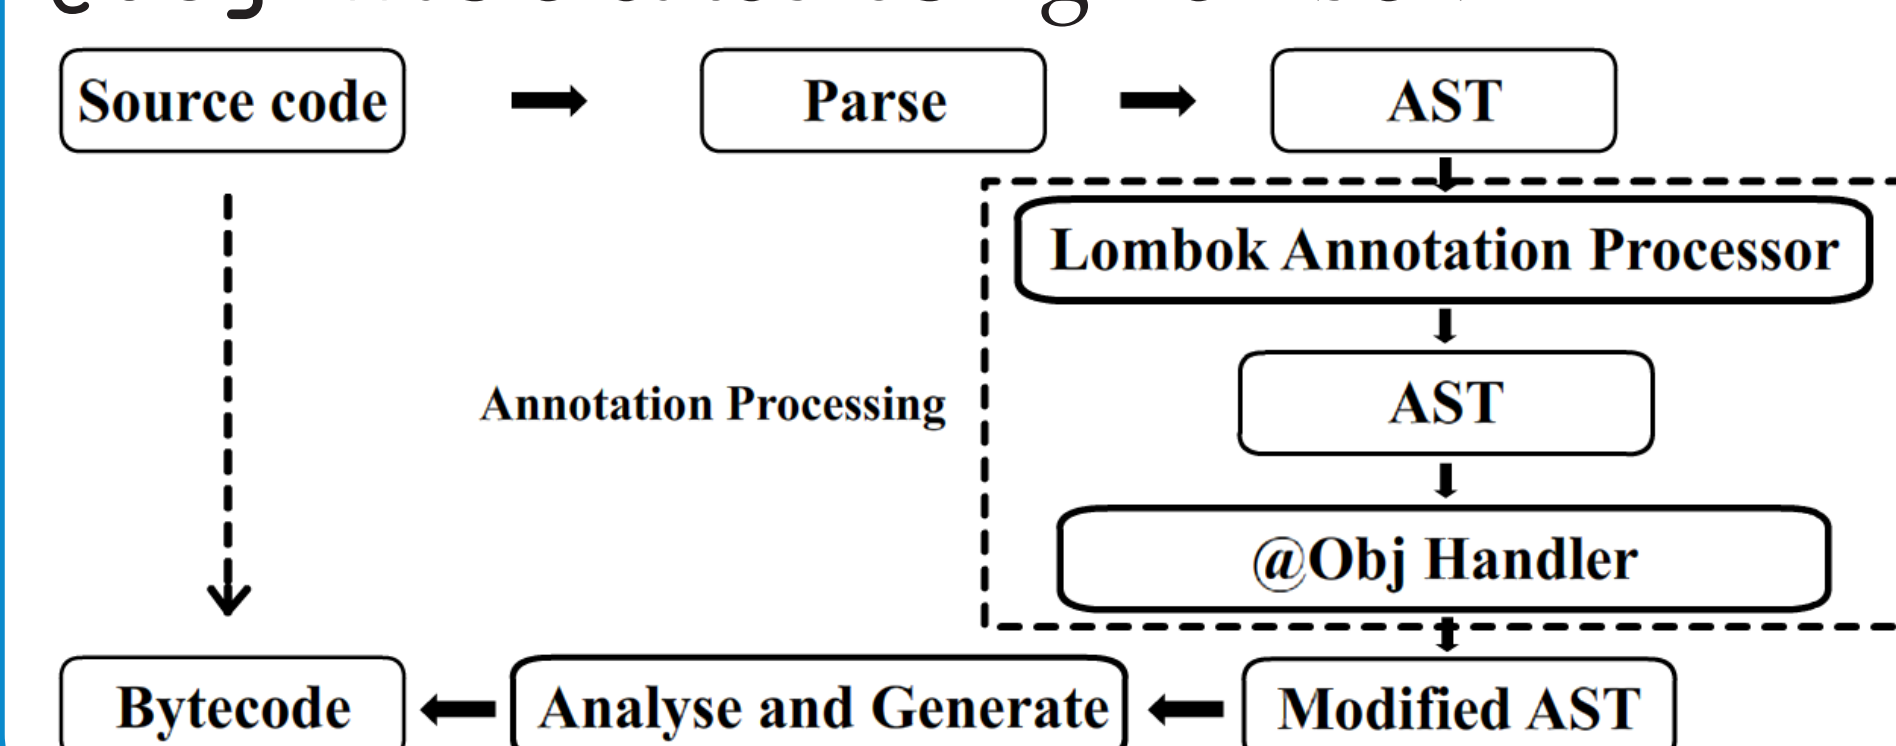 Source code
Parse
AST
Lombok Annotation Processor
AST
Annotation Processing
@Obj Handler
Bytecode
Analyse and Generate
Modified AST